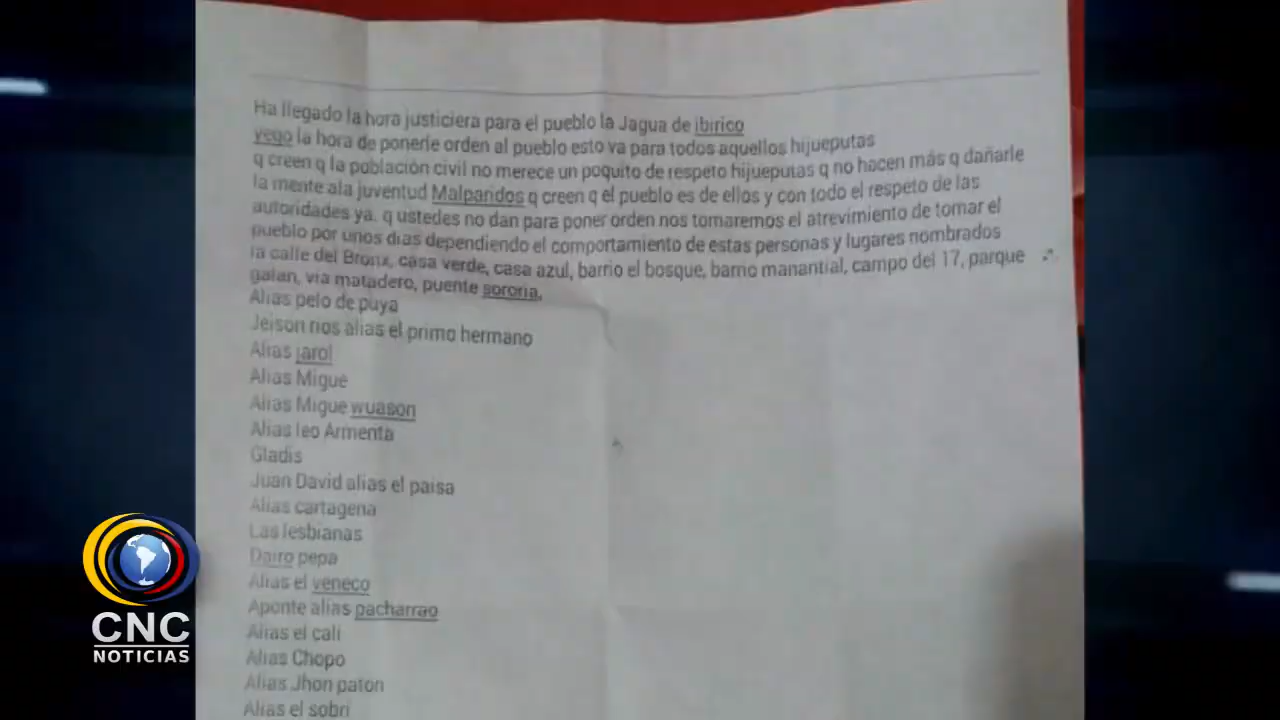 Ha llegado la hora justiciera para el pueblo la Jagua de ibirico
yego la hora de ponerle orden al pueblo esto va para todos aquellos hijueputas
q creen q la población civil no merece un poquito de respeto hijueputas q no hacen más q dañarle
la mente ala juventud Malparidos q creen q el pueblo es de ellos y con todo el respeto de las
autoridades ya. q ustedes no dan para poner orden nos tomaremos el atrevimiento de tomar el
pueblo por unos días dependiendo el comportamiento de estas personas y lugares nombrados
la calle del Bronx, casa verde, casa azul, barrio el bosque, barrio manantial, campo del 17, parque
galan, vía matadero, puente sororia,
Alias pelo de puya
Jeison rios alias el primo hermano
Alias jarol
Alias Migue
Alias Migue wuason
Alias leo Armenta
Gladis
Juan David alias el paisa
Alias cartagena
Las lesbianas
Dairo pepa
Alias el veneco
Aponte alias pacharrao
Alias el cali
Alias Chopo
Alias Jhon paton
Alias el sobri
CNC
NOTICIAS